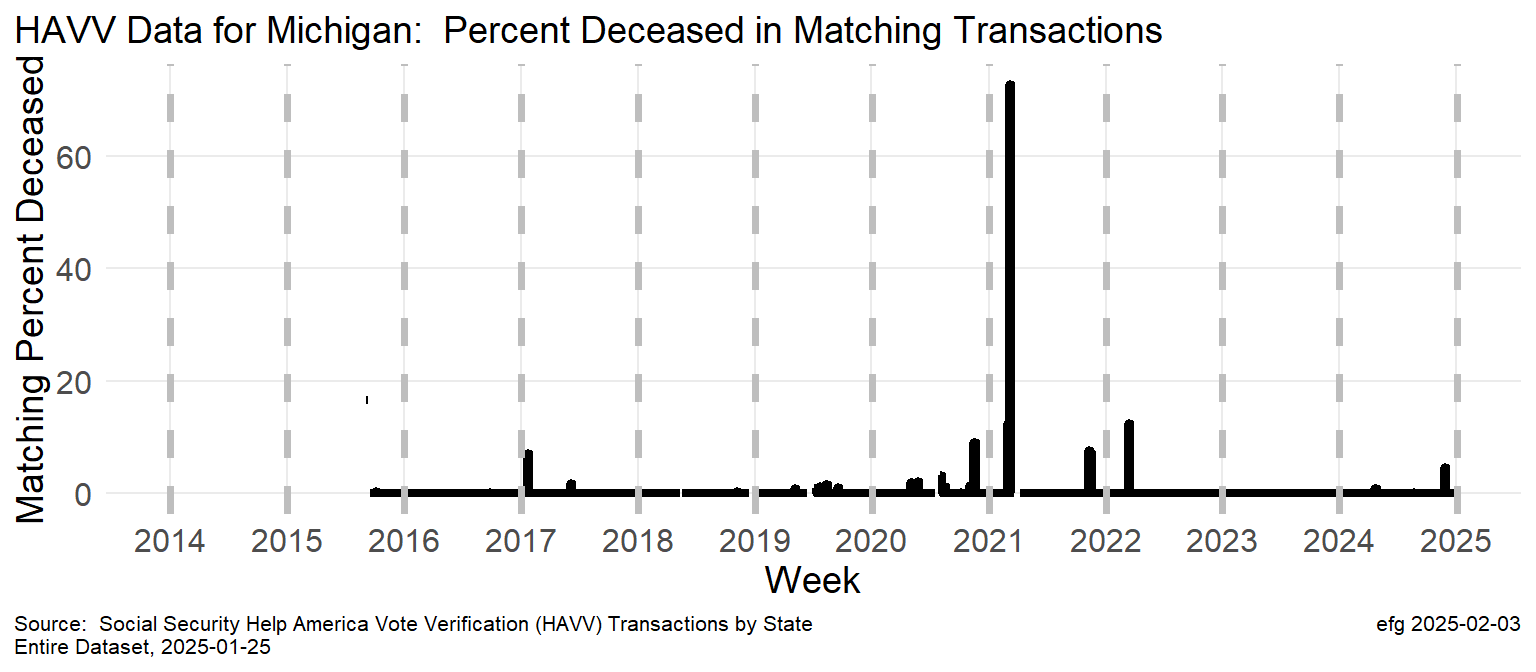 HAVV Data for Michigan:  Percent Deceased in Matching Transactions
Matching Percent Deceased
60
40
20
0
2014 2015 2016 2017 2018 2019 2020 2021 2022 2023 2024 2025
Week
Source:  Social Security Help America Vote Verification (HAVV) Transactions by State
Entire Dataset, 2025-01-25
efg 2025-02-03